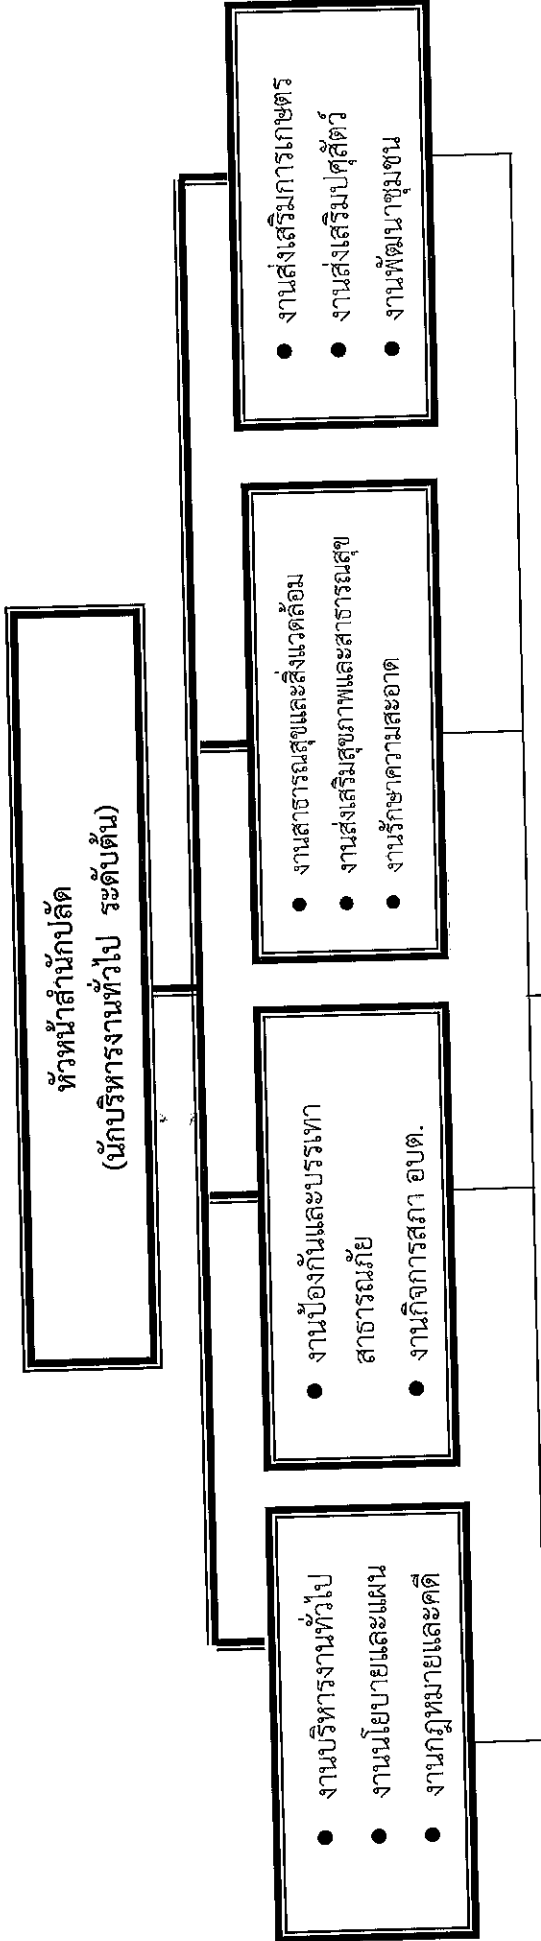 หัวหน้าสำนักปลัด
(นักบริหารงานทั่วไป ระดับต้น)
● งานบริหารงานทั่วไป
● งานนโยบายและแผน
● งานกฎหมายและคดี
● งานป้องกันและบรรเทา
สาธารณภัย
● งานกิจการสภา อบต.
● งานสาธารณสุขและสิ่งแวดล้อม
● งานส่งเสริมสุขภาพและสาธารณสุข
● งานรักษาความสะอาด
● งานส่งเสริมการเกษตร
● งานส่งเสริมปศุสัตว์
● งานพัฒนาชุมชน